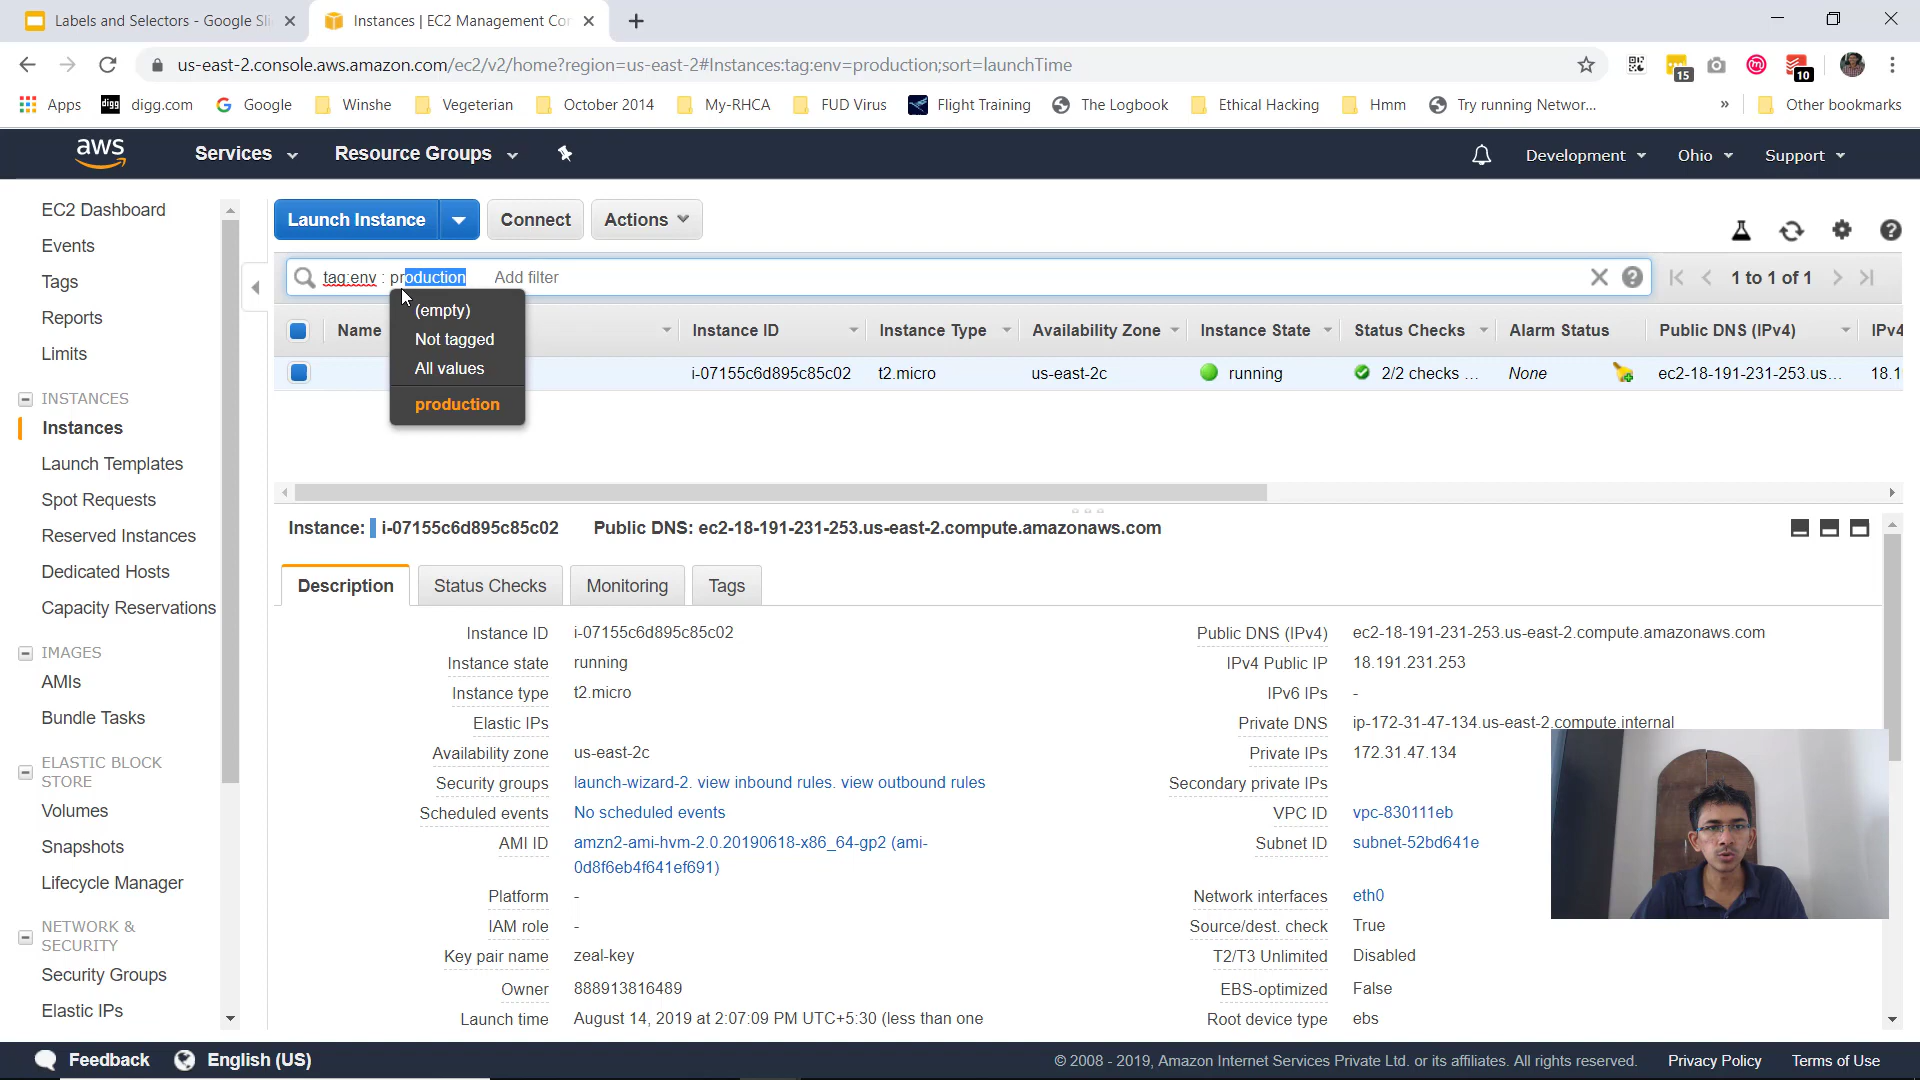 Labels and Selectors - Google Sli
Instances | EC2 Management Con
us-east-2.console.aws.amazon.com/ec2/v2/home?region=us-east-2#Instances:tag:env=production;sort=launchTime
15
10
Apps
digg
digg.com
Google
Winshe
Vegeterian
October 2014
My-RHCA
FUD Virus
Flight Training
The Logbook
Ethical Hacking
Hmm
Try running Networ...
»
Other bookmarks
aws
Services
Resource Groups
Development
Ohio
Support
EC2 Dashboard
Events
Tags
Reports
Limits
INSTANCES
Instances
Launch Templates
Spot Requests
Reserved Instances
Dedicated Hosts
Capacity Reservations
IMAGES
AMIs
Bundle Tasks
ELASTIC BLOCK
STORE
Volumes
Snapshots
Lifecycle Manager
NETWORK &
SECURITY
Security Groups
Elastic IPs
Launch Instance
Connect
Actions
tag:env : production
Add filter
1 to 1 of 1
(empty)
Not tagged
All values
production
Name
Instance ID
Instance Type
Availability Zone
Instance State
Status Checks
Alarm Status
Public DNS (IPv4)
IPv4
i-07155c6d895c85c02
t2.micro
us-east-2c
running
2/2 checks ...
None
ec2-18-191-231-253.us...
18.1
Instance: i-07155c6d895c85c02
Public DNS: ec2-18-191-231-253.us-east-2.compute.amazonaws.com
Description
Status Checks
Monitoring
Tags
Instance ID i-07155c6d895c85c02
Instance state running
Instance type t2.micro
Elastic IPs
Availability zone us-east-2c
Security groups launch-wizard-2. view inbound rules. view outbound rules
Scheduled events No scheduled events
AMI ID amzn2-ami-hvm-2.0.20190618-x86_64-gp2 (ami-
0d8f6eb4f641ef691)
Platform -
IAM role -
Key pair name zeal-key
Owner 888913816489
Launch time August 14, 2019 at 2:07:09 PM UTC+5:30 (less than one
Public DNS (IPv4) ec2-18-191-231-253.us-east-2.compute.amazonaws.com
IPv4 Public IP 18.191.231.253
IPv6 IPs -
Private DNS ip-172-31-47-134.us-east-2.compute.internal
Private IPs 172.31.47.134
Secondary private IPs
VPC ID vpc-830111eb
Subnet ID subnet-52bd641e
Network interfaces eth0
Source/dest. check True
T2/T3 Unlimited Disabled
EBS-optimized False
Root device type ebs
Feedback
English (US)
© 2008 - 2019, Amazon Internet Services Private Ltd. or its affiliates. All rights reserved.
Privacy Policy
Terms of Use